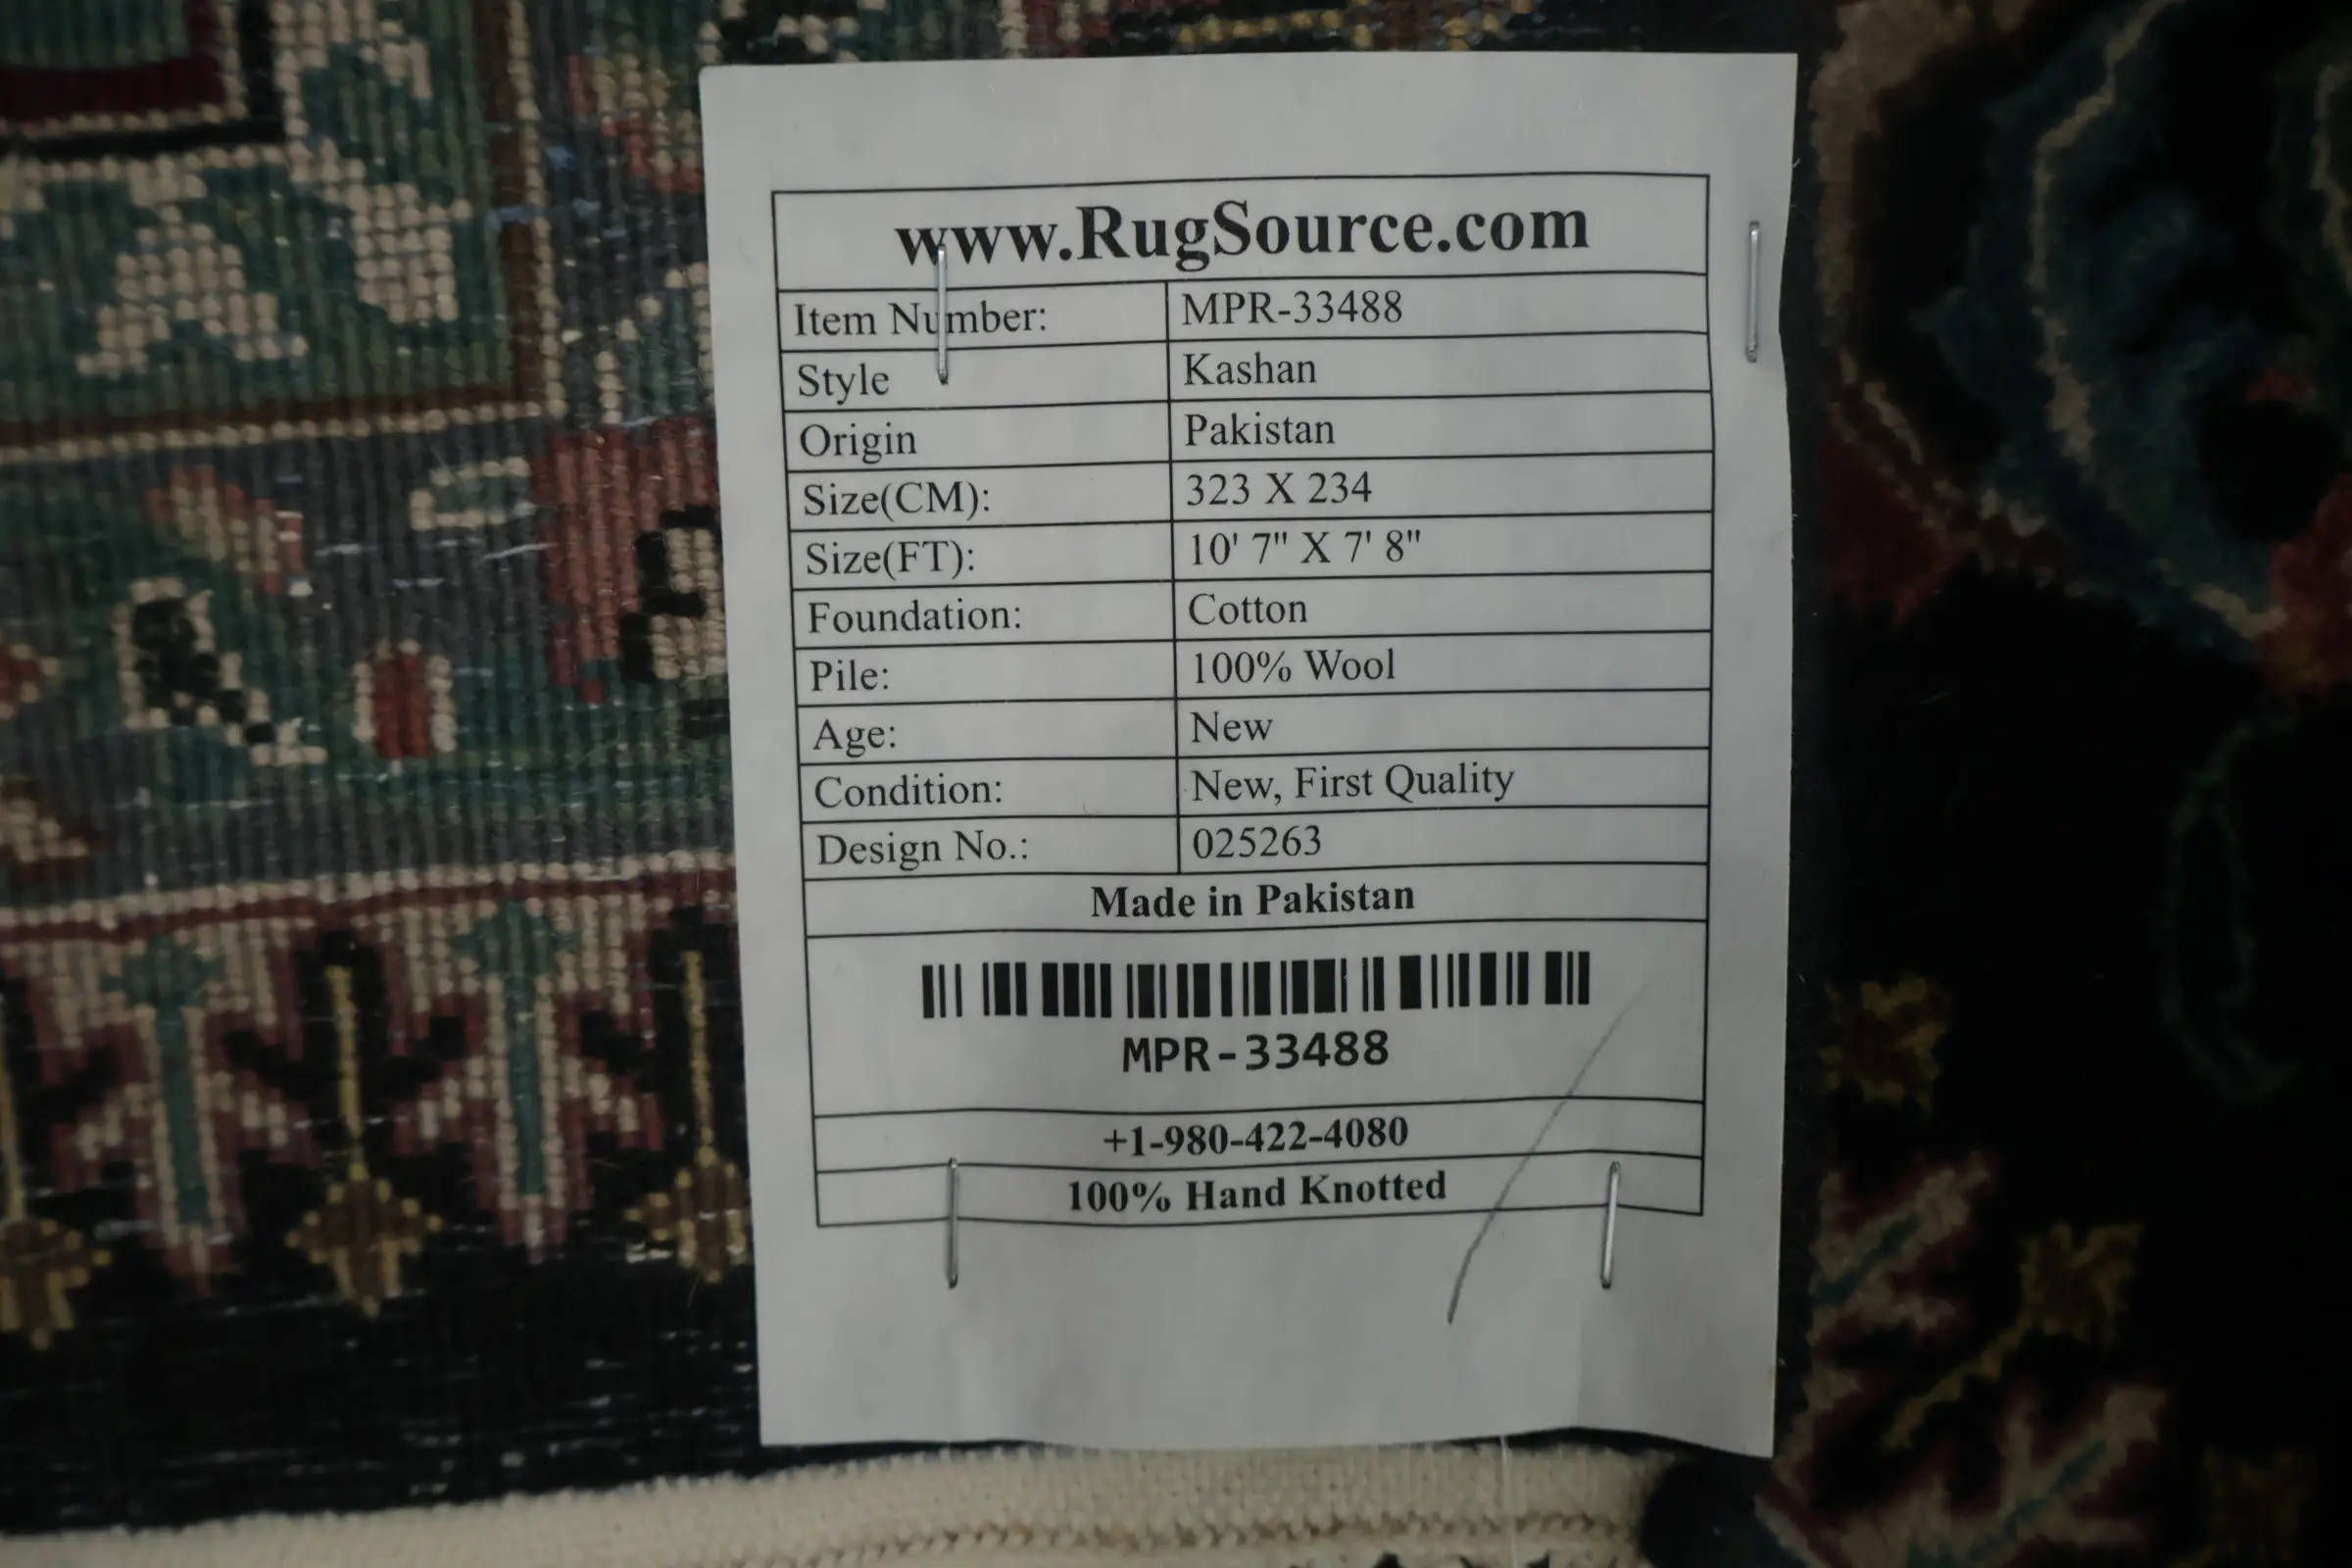 www.RugSource.com
Item Number: MPR-33488
Style Kashan
Origin Pakistan
Size(CM): 323 X 234
Size(FT): 10' 7" X 7' 8"
Foundation: Cotton
Pile: 100% Wool
Age: New
Condition: New, First Quality
Design No.: 025263
Made in Pakistan
MPR-33488
+1-980-422-4080
100% Hand Knotted